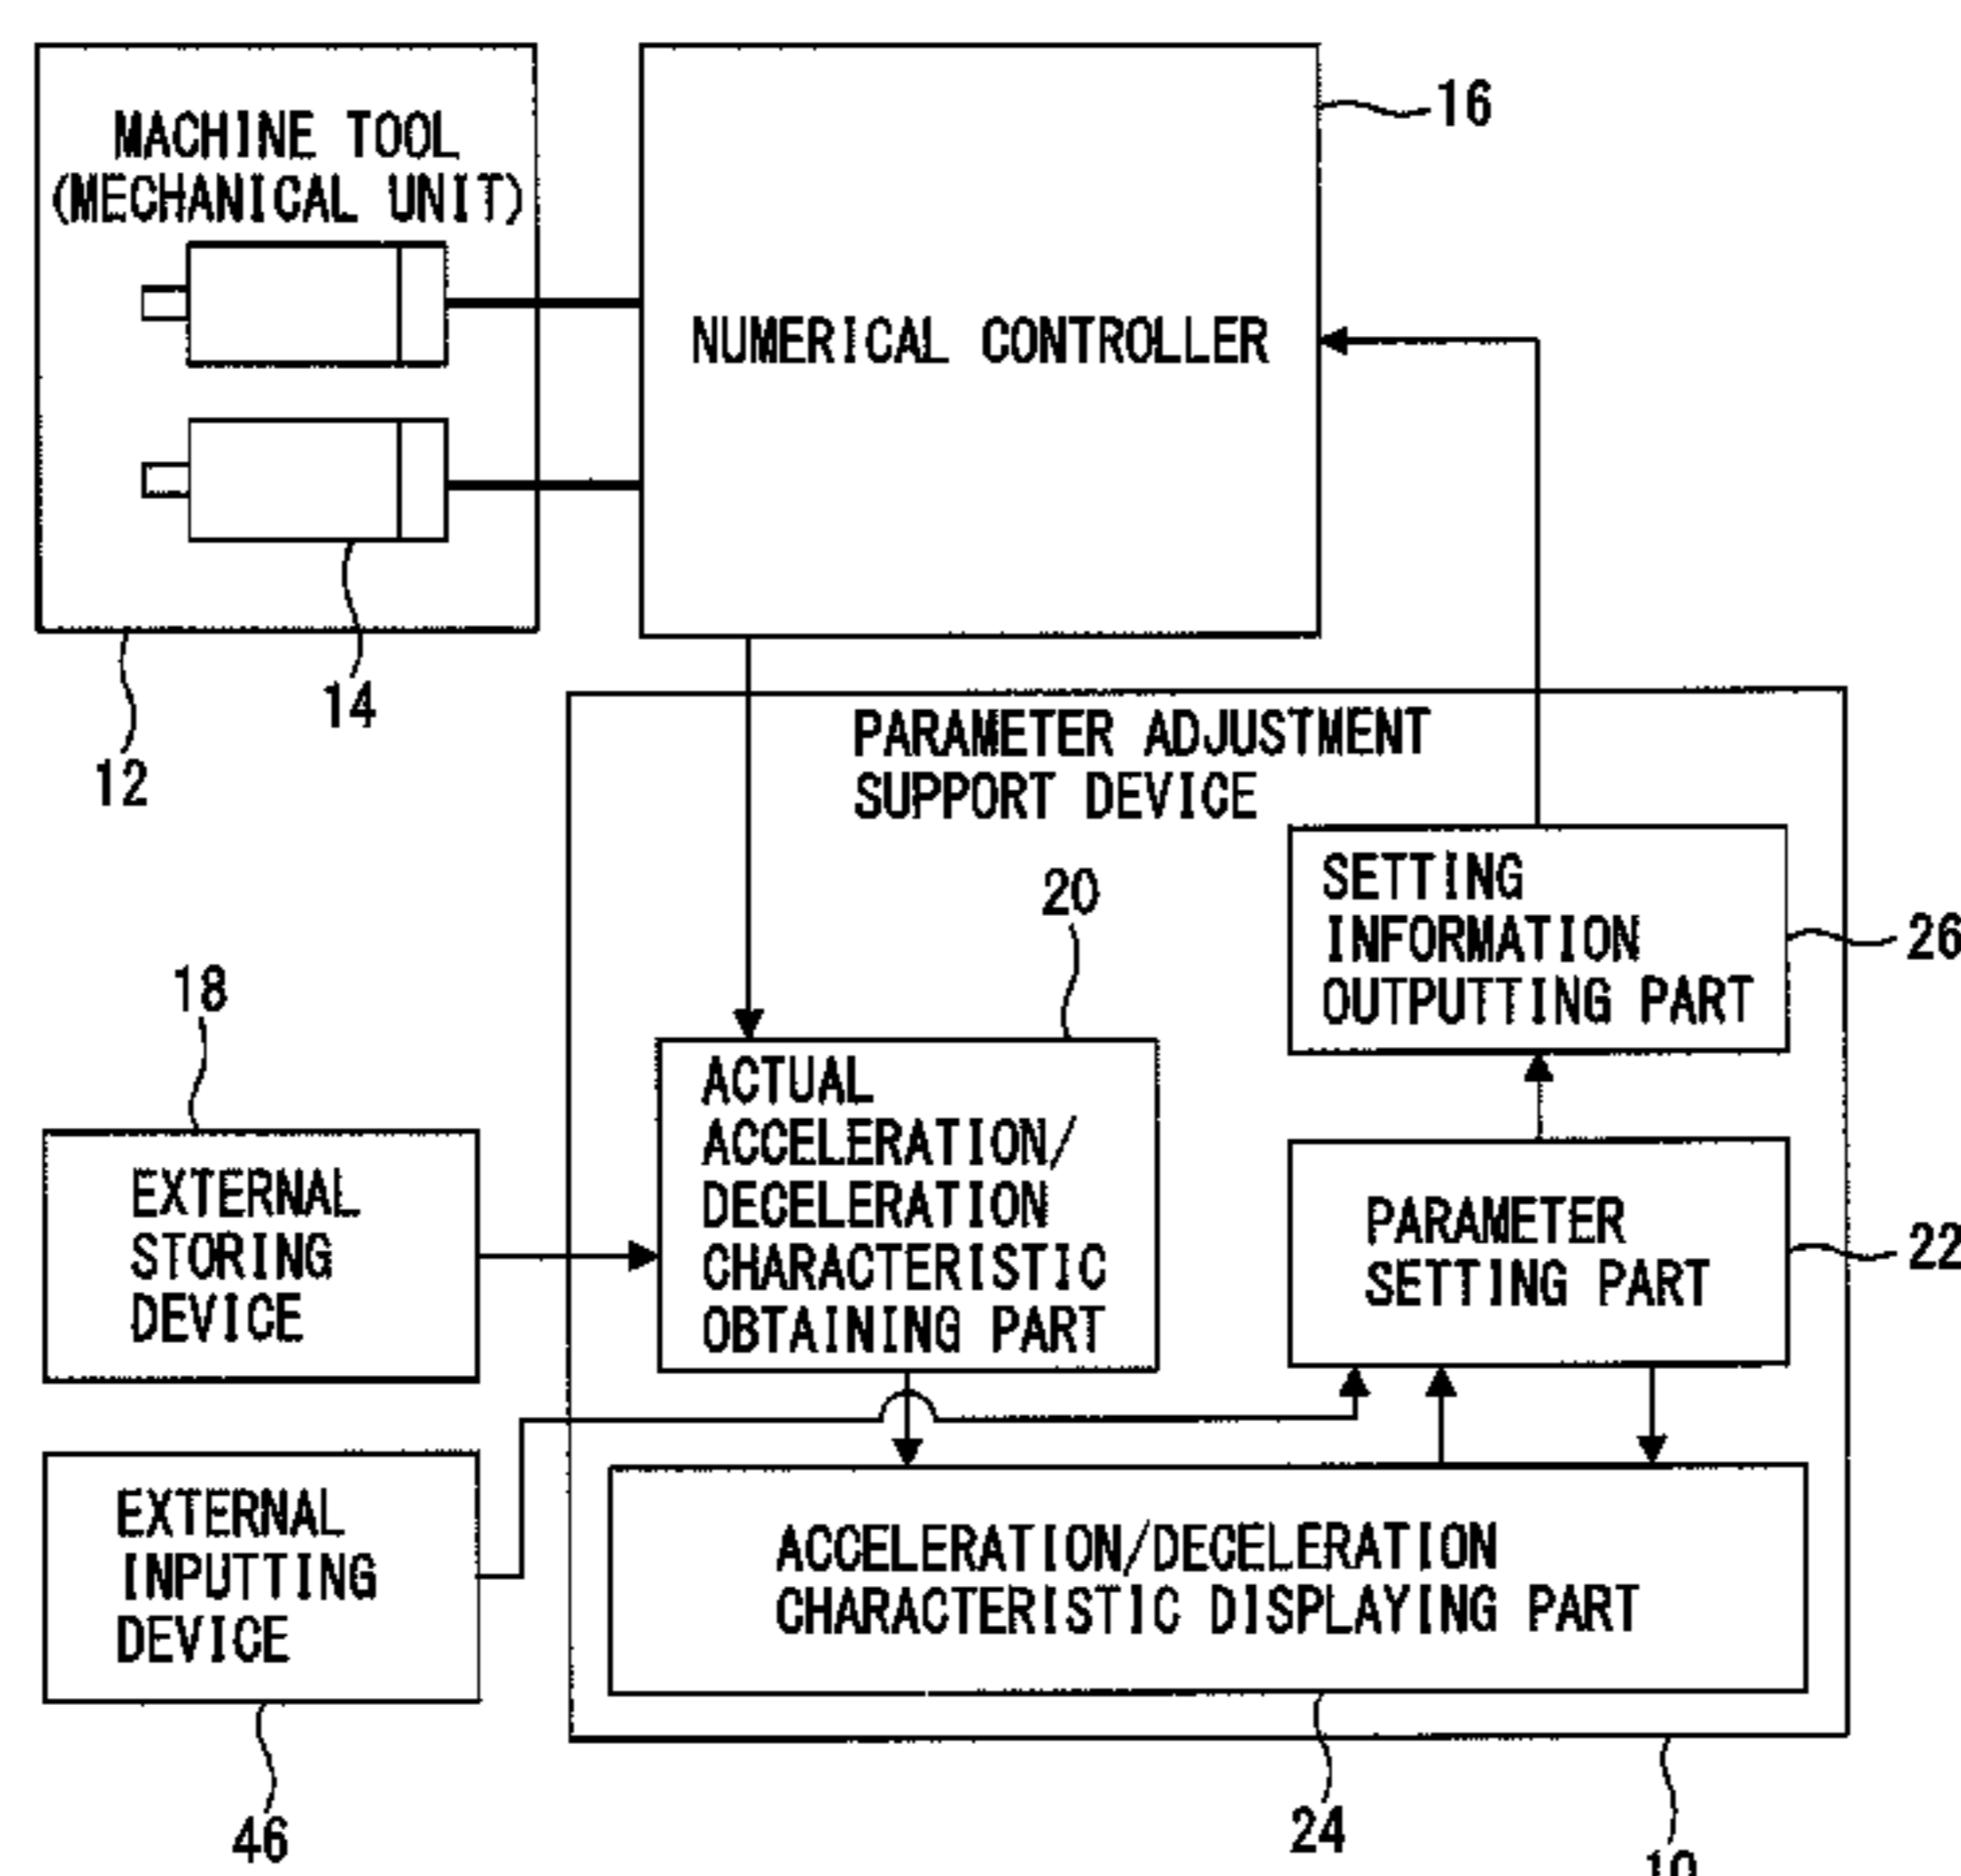 MACHINE TOOL
(MECHANICAL UNIT)
16
NUMERICAL CONTROLLER
14
12
PARAMETER ADJUSTMENT
SUPPORT DEVICE
20
SETTING
INFORMATION
OUTPUTTING PART
26
18
ACTUAL
ACCELERATION/
DECELERATION
CHARACTERISTIC
OBTAINING PART
EXTERNAL
STORING
DEVICE
PARAMETER
SETTING PART
22
EXTERNAL
INPUTTING
DEVICE
ACCELERATION/DECELERATION
CHARACTERISTIC DISPLAYING PART
46
24
10